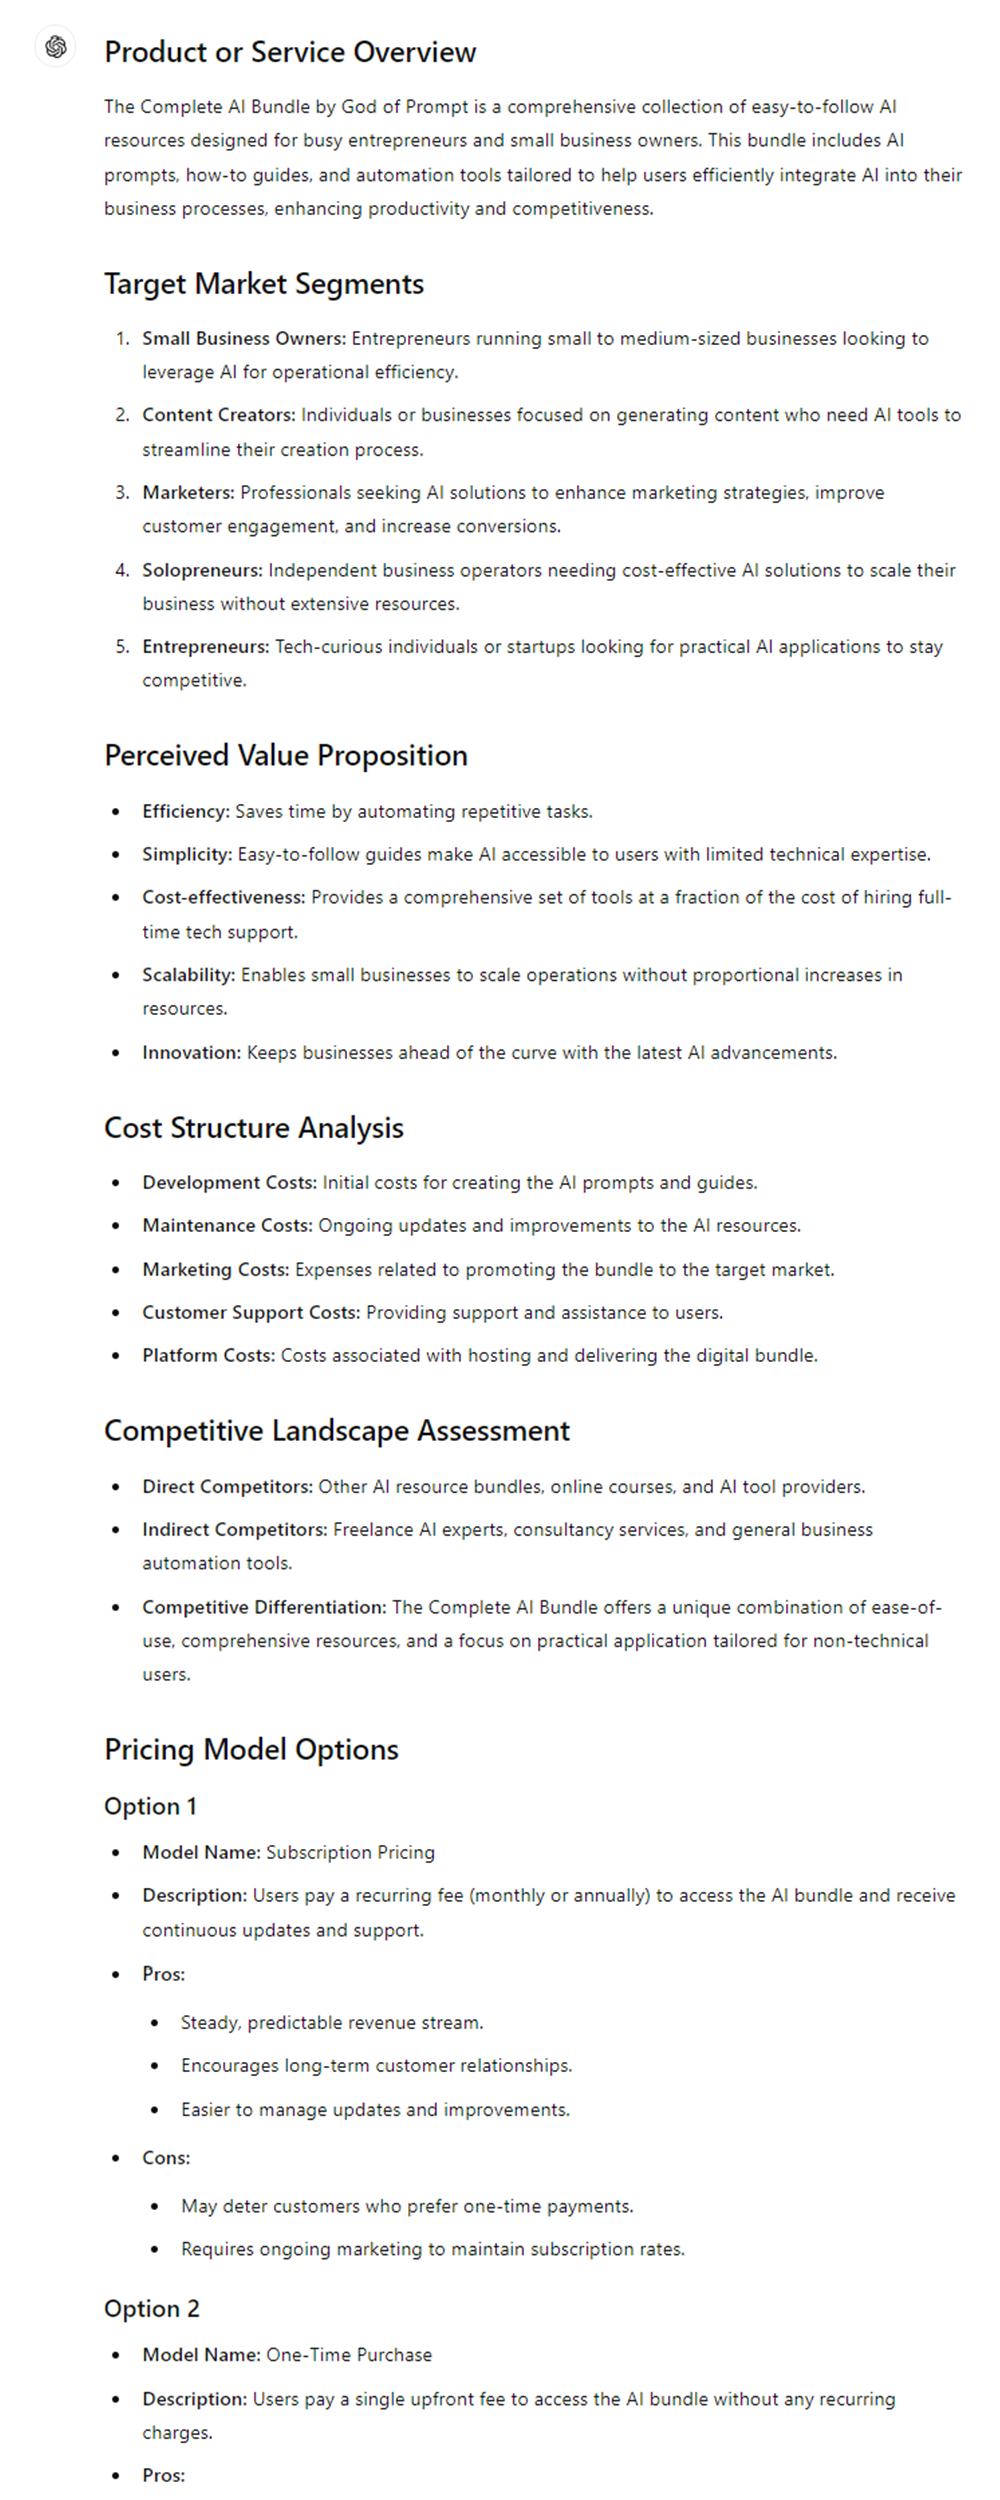 Product or Service Overview
The Complete AI Bundle by God of Prompt is a comprehensive collection of easy-to-follow AI
resources designed for busy entrepreneurs and small business owners. This bundle includes AI
prompts, how-to guides, and automation tools tailored to help users efficiently integrate AI into their
business processes, enhancing productivity and competitiveness.
Target Market Segments
1. Small Business Owners: Entrepreneurs running small to medium-sized businesses looking to
leverage AI for operational efficiency.
2. Content Creators: Individuals or businesses focused on generating content who need AI tools to
streamline their creation process.
3. Marketers: Professionals seeking AI solutions to enhance marketing strategies, improve
customer engagement, and increase conversions.
4. Solopreneurs: Independent business operators needing cost-effective AI solutions to scale their
business without extensive resources.
5. Entrepreneurs: Tech-curious individuals or startups looking for practical AI applications to stay
competitive.
Perceived Value Proposition
• Efficiency: Saves time by automating repetitive tasks.
• Simplicity: Easy-to-follow guides make AI accessible to users with limited technical expertise.
• Cost-effectiveness: Provides a comprehensive set of tools at a fraction of the cost of hiring full-
time tech support.
• Scalability: Enables small businesses to scale operations without proportional increases in
resources.
• Innovation: Keeps businesses ahead of the curve with the latest AI advancements.
Cost Structure Analysis
• Development Costs: Initial costs for creating the AI prompts and guides.
• Maintenance Costs: Ongoing updates and improvements to the AI resources.
• Marketing Costs: Expenses related to promoting the bundle to the target market.
• Customer Support Costs: Providing support and assistance to users.
• Platform Costs: Costs associated with hosting and delivering the digital bundle.
Competitive Landscape Assessment
• Direct Competitors: Other AI resource bundles, online courses, and AI tool providers.
• Indirect Competitors: Freelance AI experts, consultancy services, and general business
automation tools.
• Competitive Differentiation: The Complete AI Bundle offers a unique combination of ease-of-
use, comprehensive resources, and a focus on practical application tailored for non-technical
users.
Pricing Model Options
Option 1
• Model Name: Subscription Pricing
• Description: Users pay a recurring fee (monthly or annually) to access the AI bundle and receive
continuous updates and support.
• Pros:
• Steady, predictable revenue stream.
• Encourages long-term customer relationships.
• Easier to manage updates and improvements.
• Cons:
• May deter customers who prefer one-time payments.
• Requires ongoing marketing to maintain subscription rates.
Option 2
• Model Name: One-Time Purchase
• Description: Users pay a single upfront fee to access the AI bundle without any recurring
charges.
• Pros: